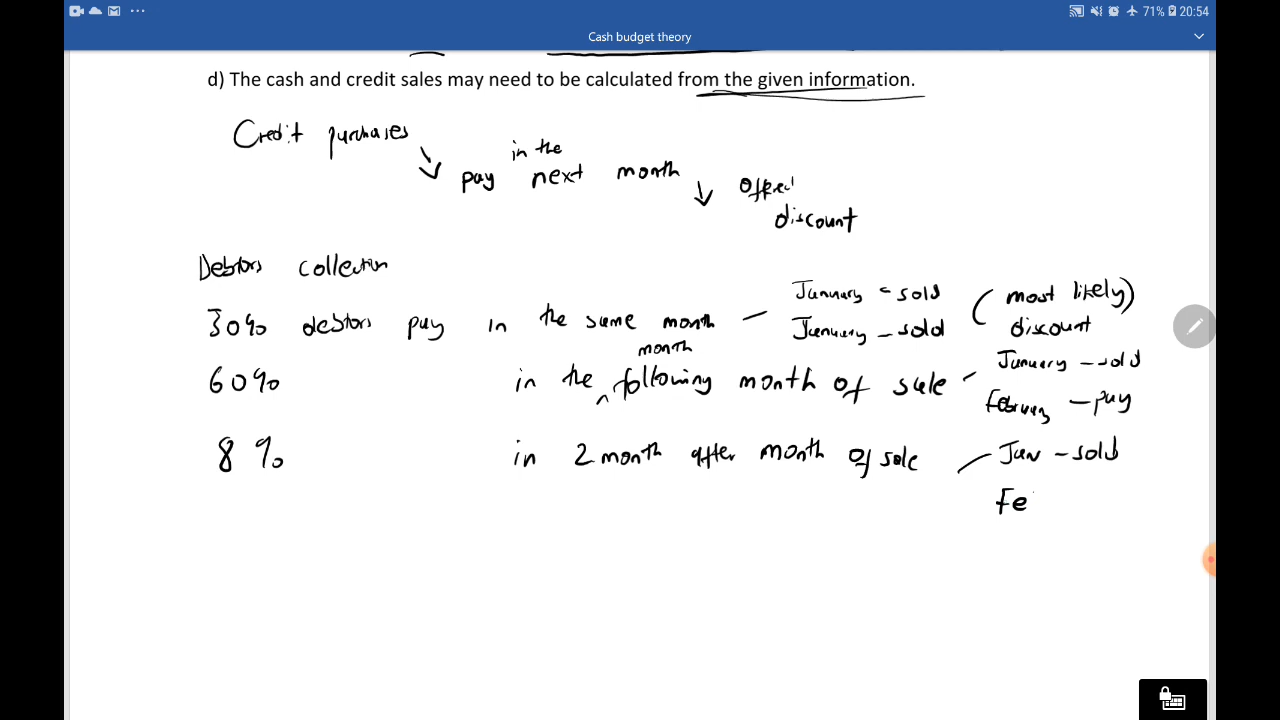 71% 20:54
Cash budget theory
d) The cash and credit sales may need to be calculated from the given information.
Credit purchases
pay in the next month
offer
discount
Debtors collection
30% debtors pay in the same month — January = sold (most likely)
January - sold discount
60% in the month following month of sale - January - sold
February - pay
8% in 2 month after month of sale — Jan - sold
Fe